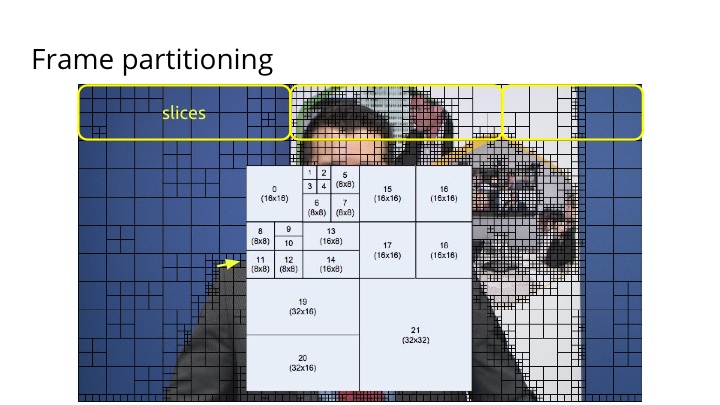 Frame partitioning
slices
0
(16x16)
1 2
3 4
5
(8x8)
6
(8x8)
7
(8x8)
15
(16x16)
16
(16x16)
8
(8x8)
9
10
13
(16x8)
11
(8x8)
12
(8x8)
14
(16x8)
17
(16x16)
18
(16x16)
19
(32x16)
20
(32x16)
21
(32x32)